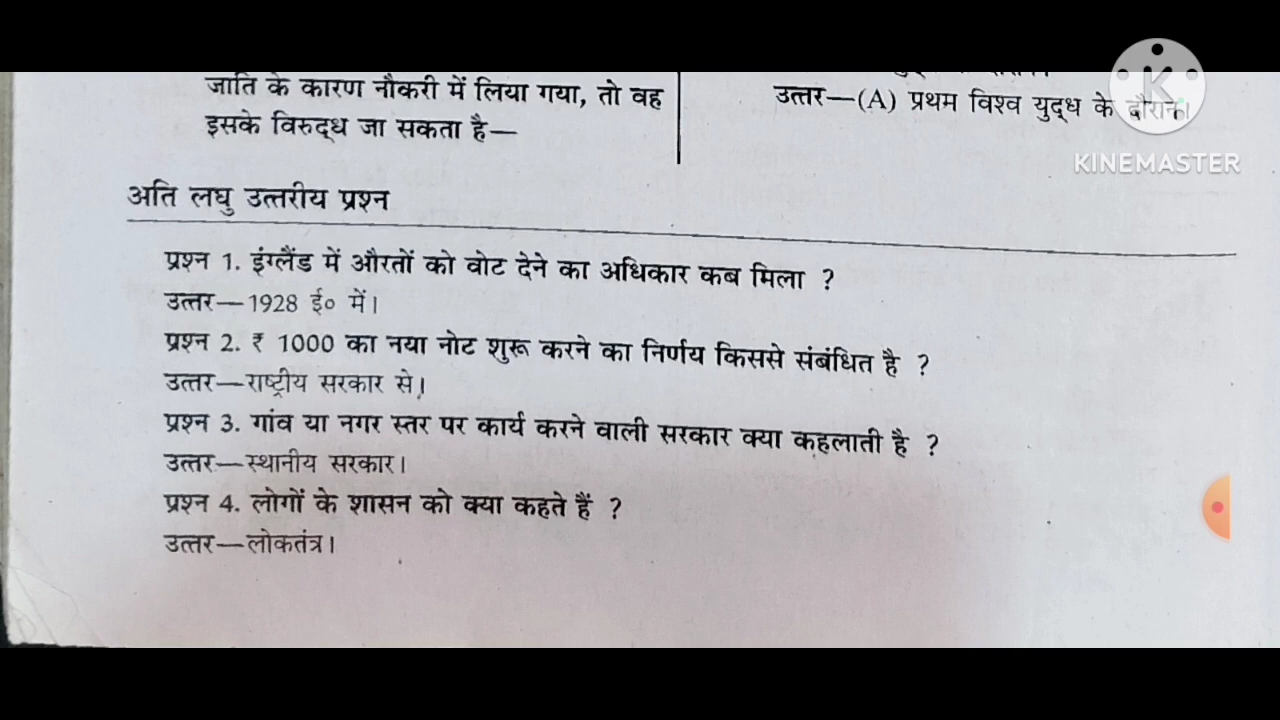 जाति के कारण नौकरी में लिया गया, तो वह
इसके विरुद्ध जा सकता है—
उत्तर—(A) प्रथम विश्व युद्ध के दौरान।
KINEMASTER
अति लघु उत्तरीय प्रश्न
प्रश्न 1. इंग्लैंड में औरतों को वोट देने का अधिकार कब मिला ?
उत्तर—1928 ई० में।
प्रश्न 2. ₹ 1000 का नया नोट शुरू करने का निर्णय किससे संबंधित है ?
उत्तर—राष्ट्रीय सरकार से।
प्रश्न 3. गांव या नगर स्तर पर कार्य करने वाली सरकार क्या कहलाती है ?
उत्तर—स्थानीय सरकार।
प्रश्न 4. लोगों के शासन को क्या कहते हैं ?
उत्तर—लोकतंत्र।